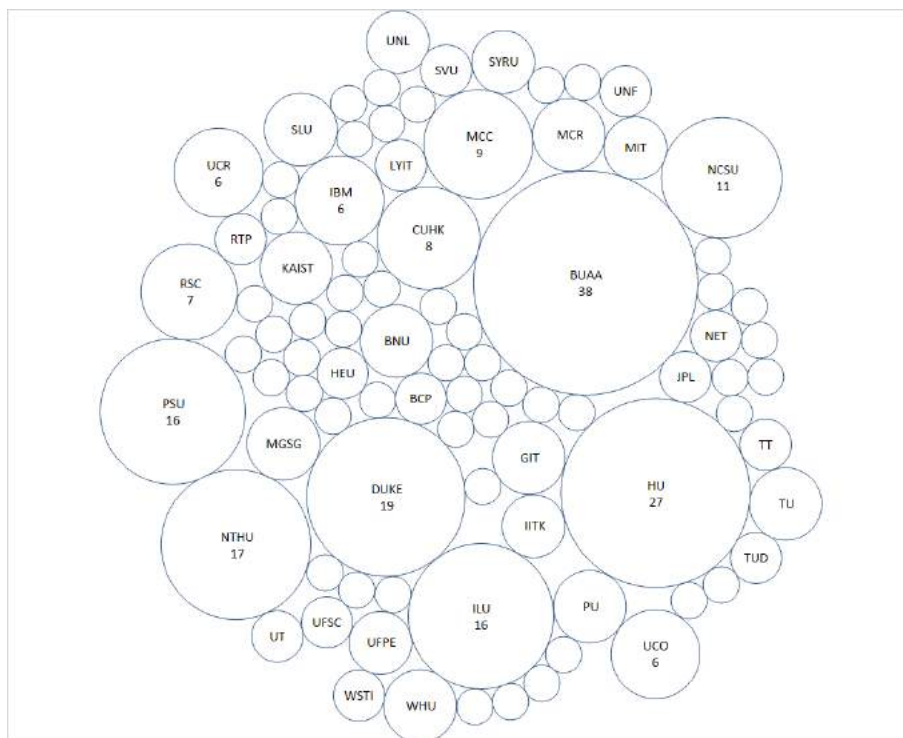 UNL
SVU
SYRU
UNF
SLU
MCC
9
MCR
MIT
UCR
6
LYIT
NCSU
11
IBM
6
RTP
CUHK
8
KAIST
BUAA
38
RSC
7
BNU
NET
HEU
JPL
BCP
PSU
16
MGSG
GIT
TT
DUKE
19
HU
27
TU
NTHU
17
IITK
TUD
UT
UFSC
UFPE
ILU
16
PU
UCO
6
WSTI
WHU